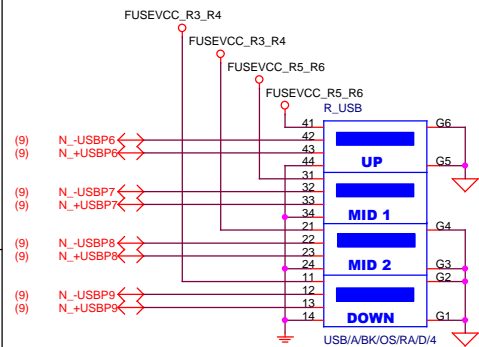 FUSEVCC_R3_R4
FUSEVCC_R3_R4
FUSEVCC_R5_R6
FUSEVCC_R5_R6
R_USB
41
G6
(9) N_-USBP6 42
(9) N_+USBP6 43
UP
44
G5
31
(9) N_-USBP7 32
(9) N_+USBP7 33
MID 1
34
21
G4
(9) N_-USBP8 22
(9) N_+USBP8 23
MID 2
24
G3
11
G2
(9) N_-USBP9 12
(9) N_+USBP9 13
DOWN
14
G1
USB/A/BK/OS/RA/D/4